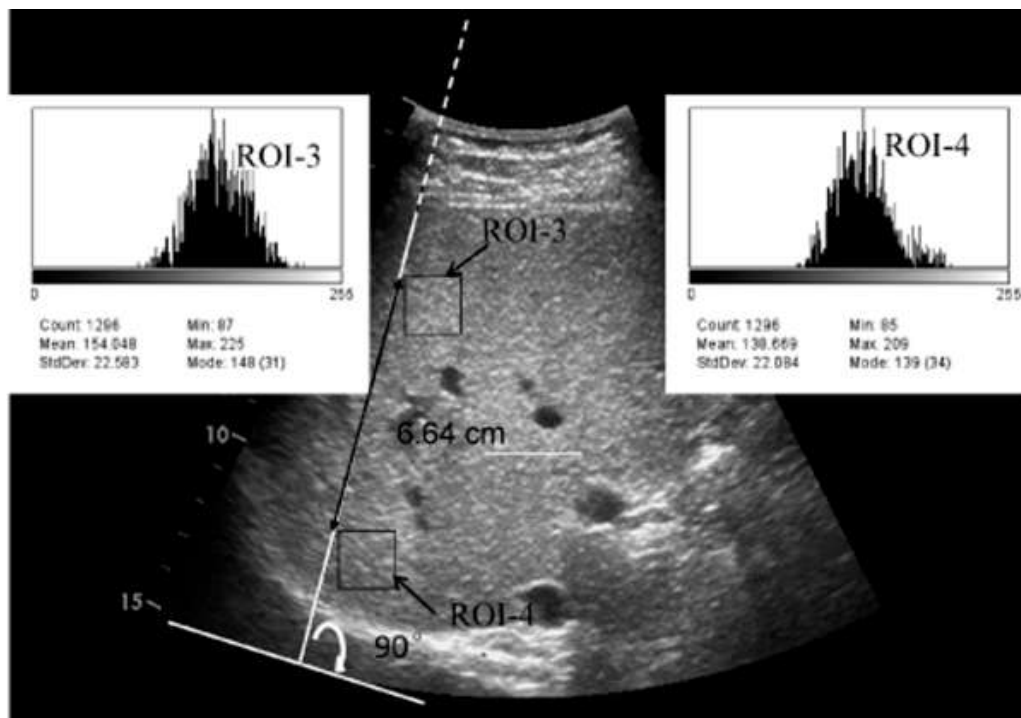 ROI-3
0 255
Count: 1296 Min: 87
Mean: 154.048 Max: 225
StdDev: 22.583 Mode: 148 (31)
ROI-4
0 255
Count: 1296 Min: 85
Mean: 138.669 Max: 209
StdDev: 22.084 Mode: 139 (34)
ROI-3
10
6.64 cm
15
ROI-4
90°